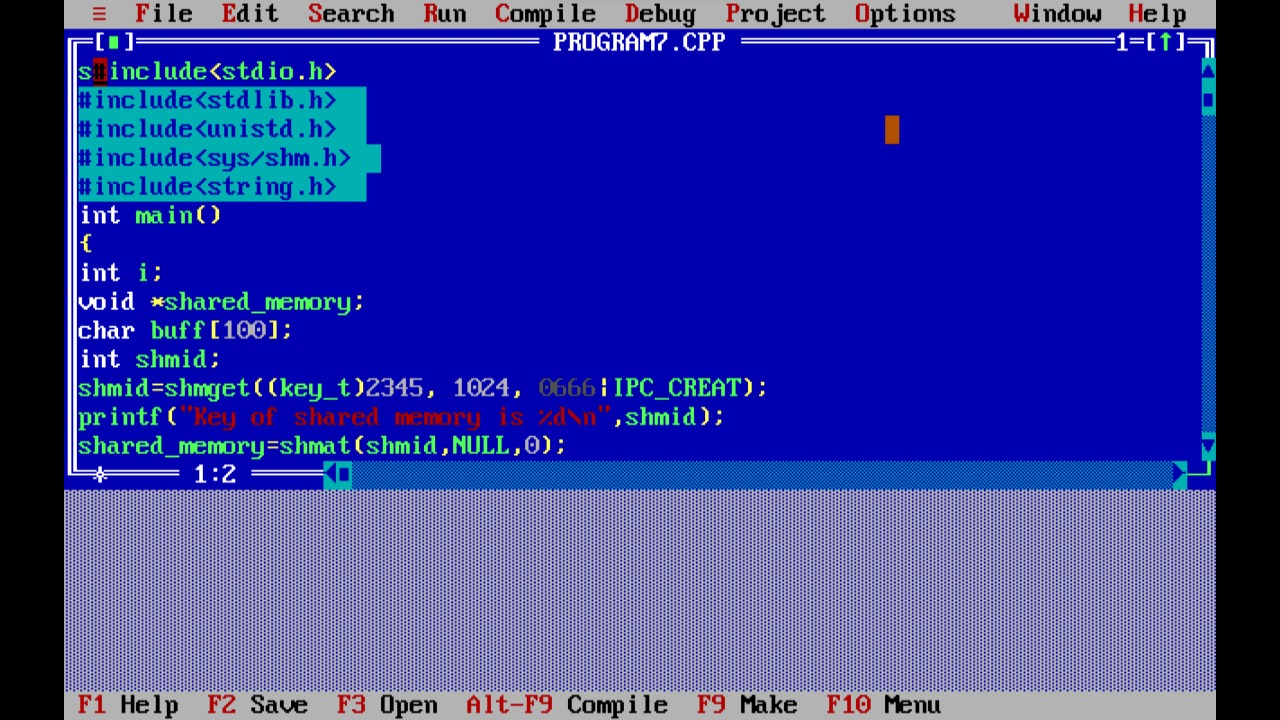 ≡ File Edit Search Run Compile Debug Project Options Window Help
[■] PROGRAM7.CPP 1=[↑]
s#include<stdio.h>
#include<stdlib.h>
#include<unistd.h>
#include<sys/shm.h>
#include<string.h>
int main()
{
int i;
void *shared_memory;
char buff[100];
int shmid;
shmid=shmget((key_t)2345, 1024, 0666|IPC_CREAT);
printf("Key of shared memory is %d\n",shmid);
shared_memory=shmat(shmid,NULL,0);
1:2
F1 Help F2 Save F3 Open Alt-F9 Compile F9 Make F10 Menu